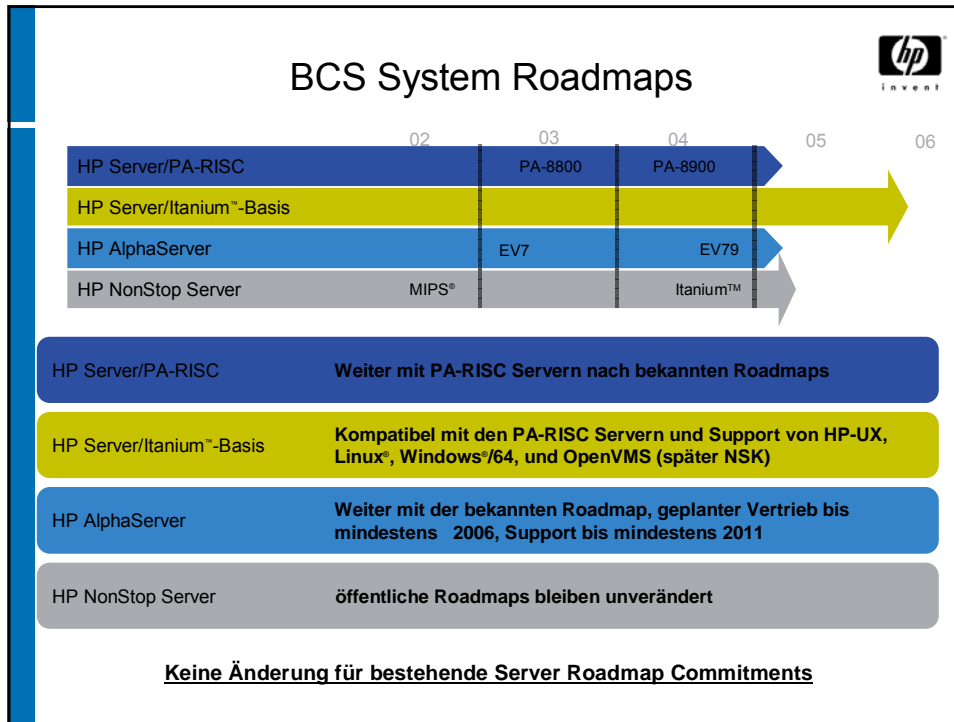 BCS System Roadmaps
hp
invent
02 03 04 05 06
HP Server/PA-RISC PA-8800 PA-8900
HP Server/Itanium™-Basis
HP AlphaServer EV7 EV79
HP NonStop Server MIPS® Itanium™
HP Server/PA-RISC Weiter mit PA-RISC Servern nach bekannten Roadmaps
HP Server/Itanium™-Basis Kompatibel mit den PA-RISC Servern und Support von HP-UX,
Linux®, Windows®/64, und OpenVMS (später NSK)
HP AlphaServer Weiter mit der bekannten Roadmap, geplanter Vertrieb bis
mindestens 2006, Support bis mindestens 2011
HP NonStop Server öffentliche Roadmaps bleiben unverändert
Keine Änderung für bestehende Server Roadmap Commitments